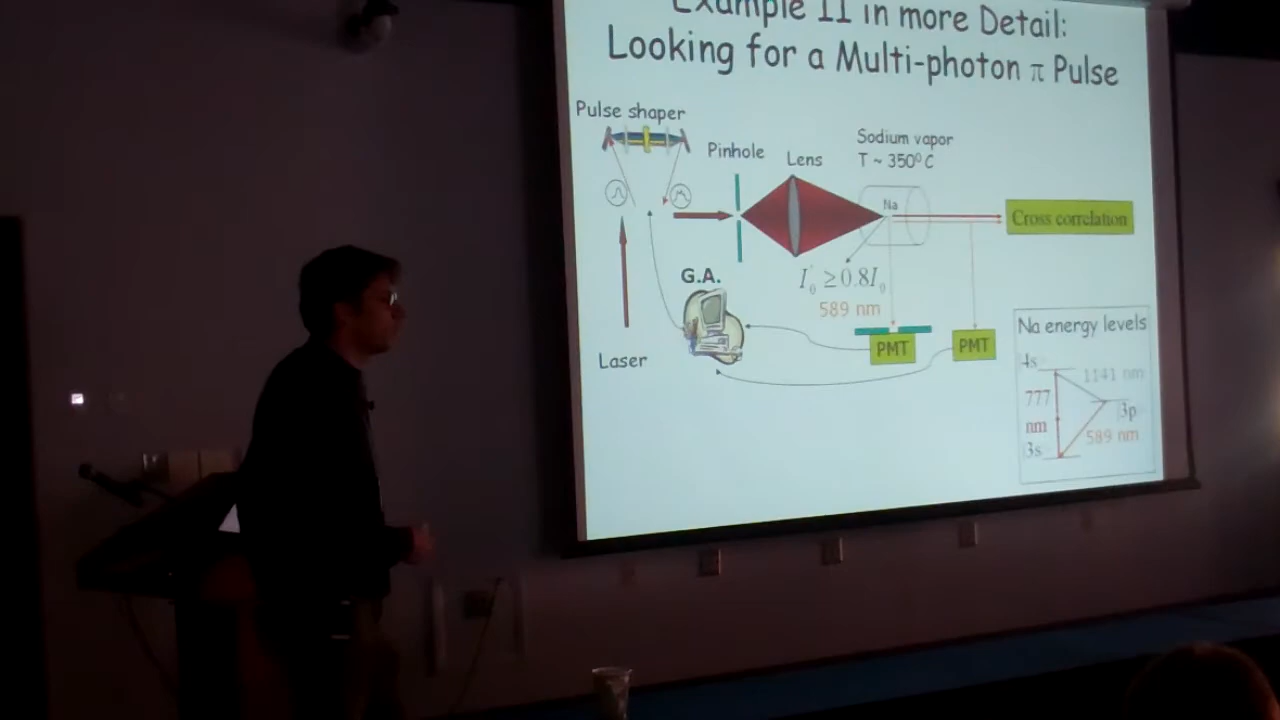 Example II in more Detail:
Looking for a Multi-photon π Pulse
Pulse shaper
Pinhole
Lens
Sodium vapor
T ~ 350⁰ C
Na
Cross correlation
G.A.
I₀ ≥ 0.8I₀
589 nm
PMT
PMT
Laser
Na energy levels
4s
1141 nm
777
nm
3p
589 nm
3s